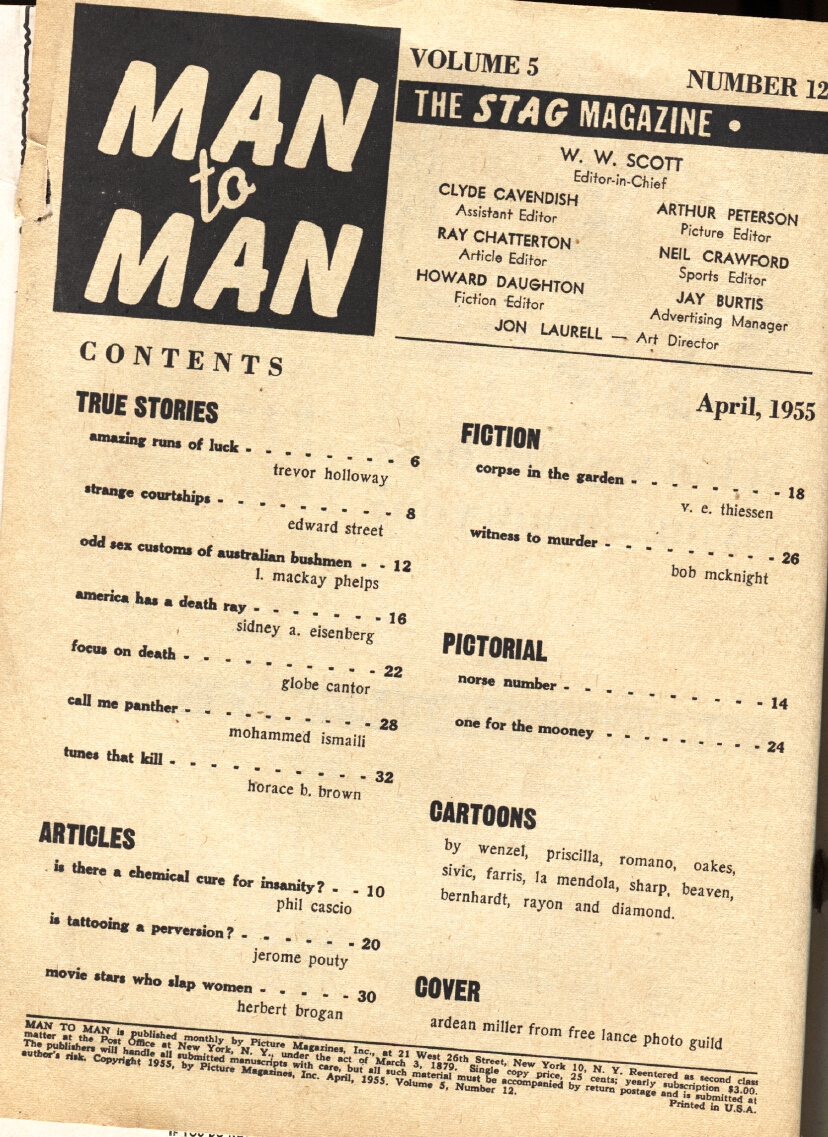 MAN
to
MAN
VOLUME 5
NUMBER 12
THE STAG MAGAZINE •
W. W. SCOTT
Editor-in-Chief
CLYDE CAVENDISH
Assistant Editor
RAY CHATTERTON
Article Editor
HOWARD DAUGHTON
Fiction Editor
ARTHUR PETERSON
Picture Editor
NEIL CRAWFORD
Sports Editor
JAY BURTIS
Advertising Manager
JON LAURELL — Art Director
CONTENTS
April, 1955
TRUE STORIES
amazing runs of luck - - - - - - - - 6
trevor holloway
strange courtships - - - - - - - - - 8
edward street
odd sex customs of australian bushmen - - 12
l. mackay phelps
america has a death ray - - - - - - - 16
sidney a. eisenberg
focus on death - - - - - - - - - - 22
globe cantor
call me panther - - - - - - - - - - 28
mohammed ismaili
tunes that kill - - - - - - - - - - 32
horace b. brown
ARTICLES
is there a chemical cure for insanity? - - 10
phil cascio
is tattooing a perversion? - - - - - - 20
jerome pouty
movie stars who slap women - - - - - 30
herbert brogan
FICTION
corpse in the garden - - - - - - - - 18
v. e. thiessen
witness to murder - - - - - - - - - 26
bob mcknight
PICTORIAL
norse number - - - - - - - - - - 14
one for the mooney - - - - - - - - 24
CARTOONS
by wenzel, priscilla, romano, oakes,
sivic, farris, la mendola, sharp, beaven,
bernhardt, rayon and diamond.
COVER
ardean miller from free lance photo guild
MAN TO MAN is published monthly by Picture Magazines, Inc., at 21 West 26th Street, New York 10, N. Y. Reentered as second class
matter at the Post Office at New York, N. Y., under the act of March 3, 1879. Single copy price, 25 cents; yearly subscription $3.00.
The publishers will handle all submitted manuscripts with care, but all such material must be accompanied by return postage and is submitted at
author's risk. Copyright 1955, by Picture Magazines, Inc. April, 1955. Volume 5, Number 12.
Printed in U.S.A.